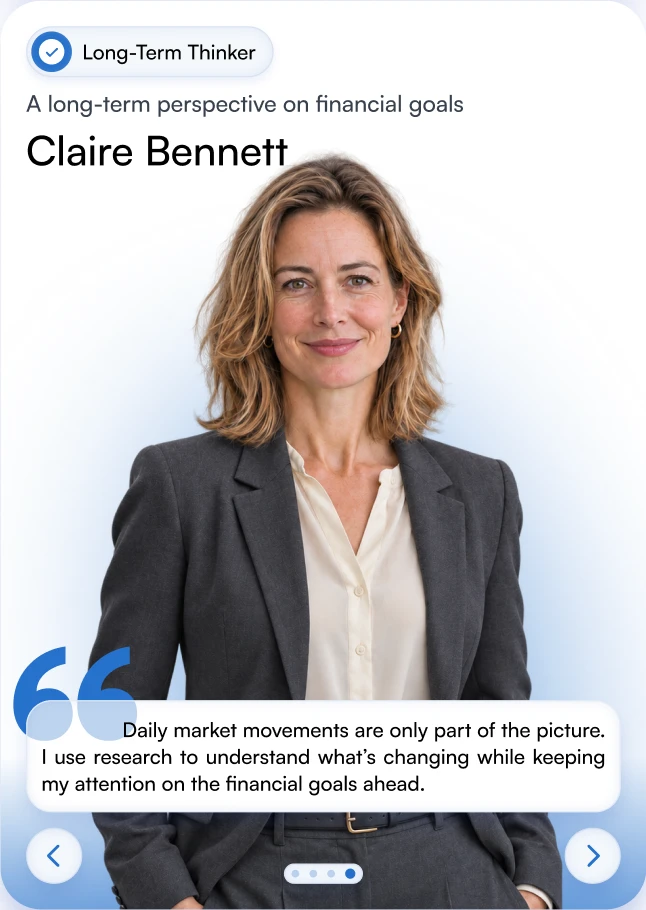 Long-Term Thinker
A long-term perspective on financial goals
Claire Bennett
Daily market movements are only part of the picture.
I use research to understand what’s changing while keeping
my attention on the financial goals ahead.